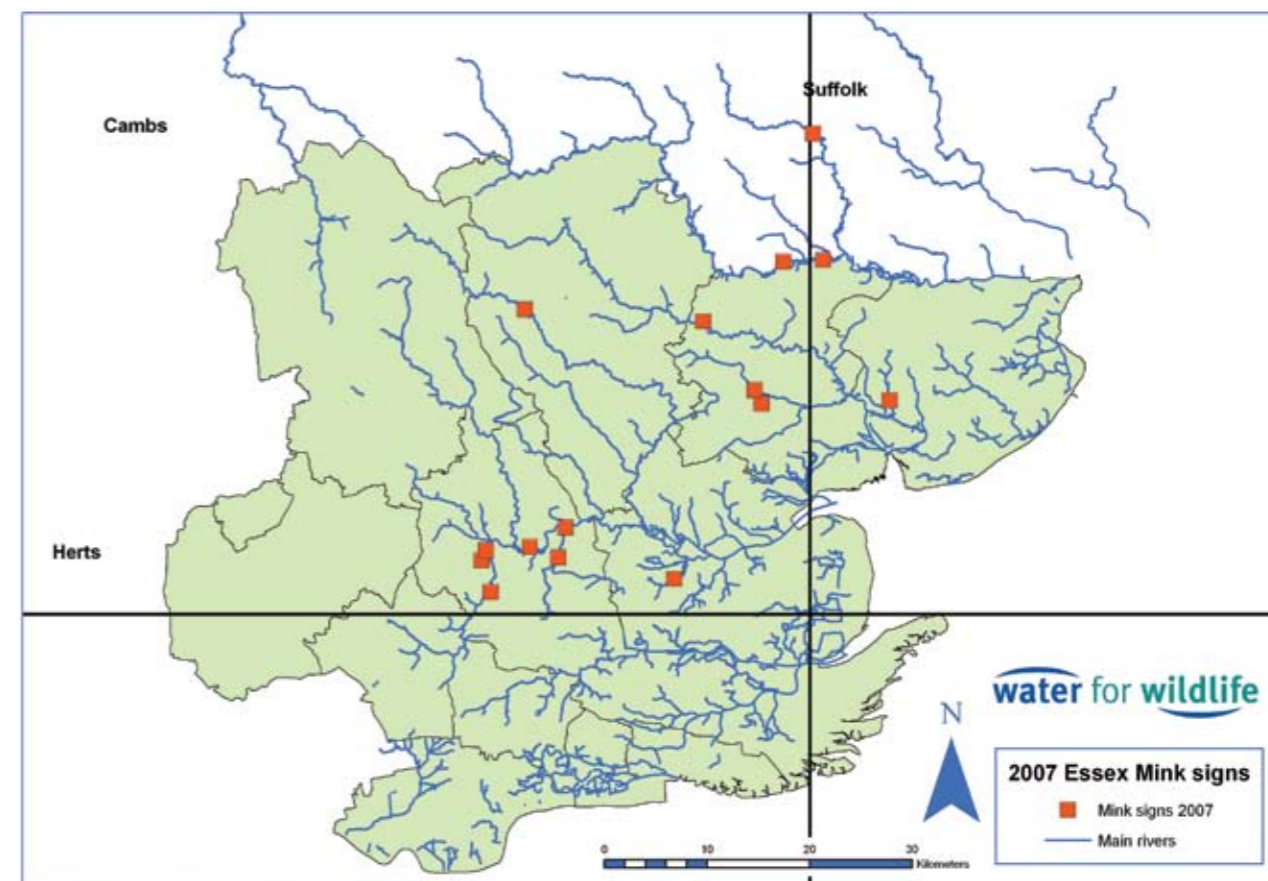 Suffolk
Cambs
Herts
water for wildlife
N
2007 Essex Mink signs
Mink signs 2007
Main rivers
0 10 20 30
Kilometers